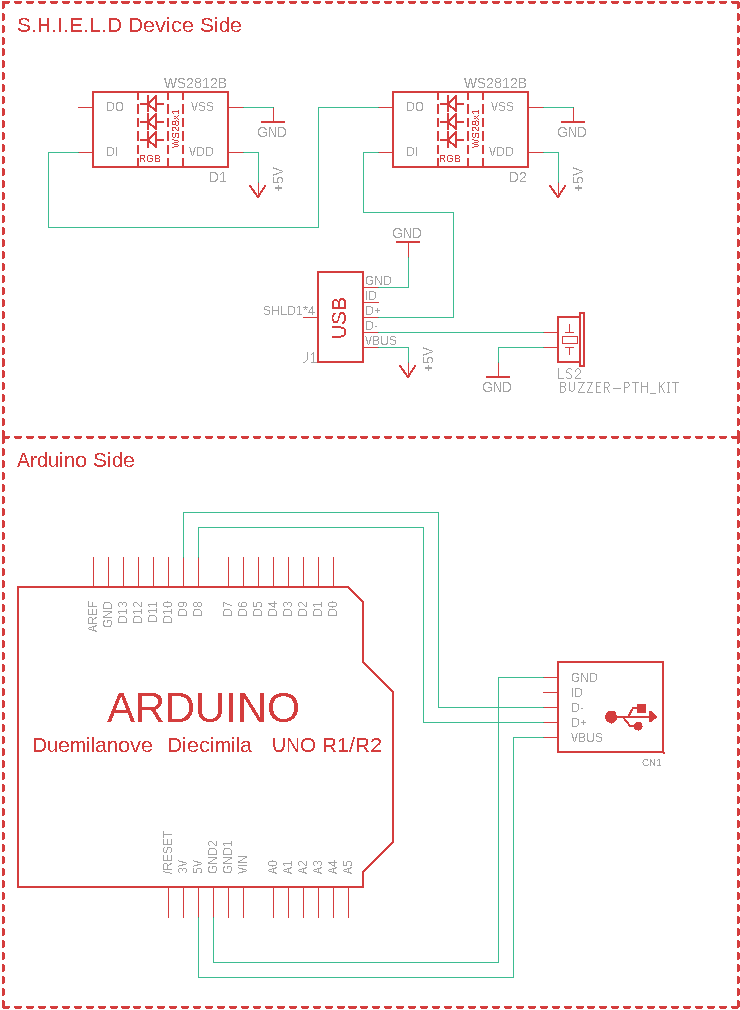 S.H.I.E.L.D Device Side
WS2812B
WS2812B
DO
VSS
DI
VDD
RGB
WS28x1
GND
D1
+5V
DO
VSS
DI
VDD
RGB
WS28x1
GND
D2
+5V
GND
SHLD1*4
USB
GND
ID
D+
D-
VBUS
J1
+5V
GND
LS2
BUZZER-PTH_KIT
Arduino Side
AREF
GND
D13
D12
D11
D10
D9
D8
D7
D6
D5
D4
D3
D2
D1
D0
ARDUINO
Duemilanove Diecimila UNO R1/R2
GND
ID
D-
D+
VBUS
CN1
/RESET
3V
5V
GND2
GND1
VIN
A0
A1
A2
A3
A4
A5